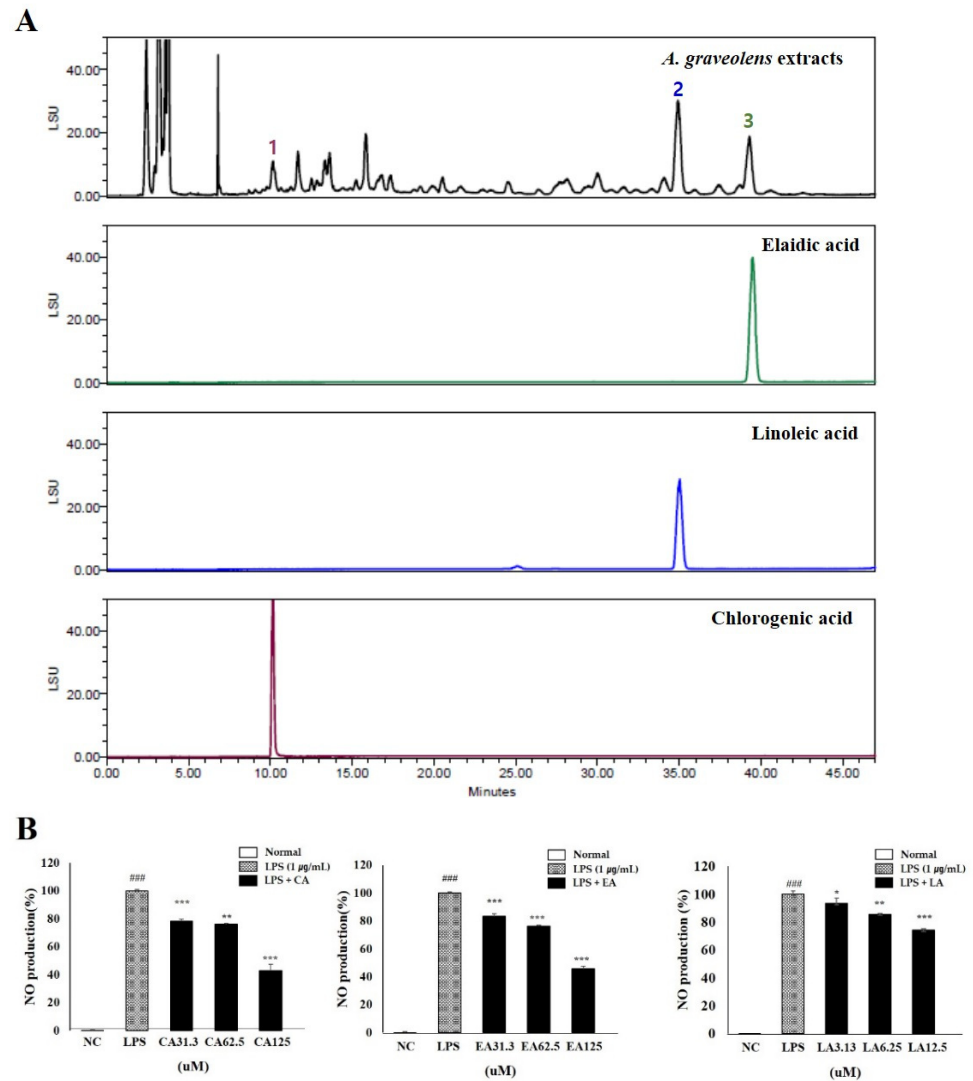 A
A. graveolens extracts
LSU
40.00
20.00
0.00
1
2
3
Elaidic acid
LSU
40.00
20.00
0.00
Linoleic acid
LSU
40.00
20.00
0.00
Chlorogenic acid
LSU
40.00
20.00
0.00
0.00 5.00 10.00 15.00 20.00 25.00 30.00 35.00 40.00 45.00
Minutes
B
NO production(%)
120
100
80
60
40
20
0
Normal
LPS (1 ㎍/mL)
LPS + CA
###
***
**
***
NC LPS CA31.3 CA62.5 CA125
(uM)
NO production(%)
120
100
80
60
40
20
0
Normal
LPS (1 ㎍/mL)
LPS + EA
###
***
***
***
NC LPS EA31.3 EA62.5 EA125
(uM)
NO production (%)
120
100
80
60
40
20
0
Normal
LPS (1 ㎍/mL)
LPS + LA
###
*
**
***
NC LPS LA3.13 LA6.25 LA12.5
(uM)